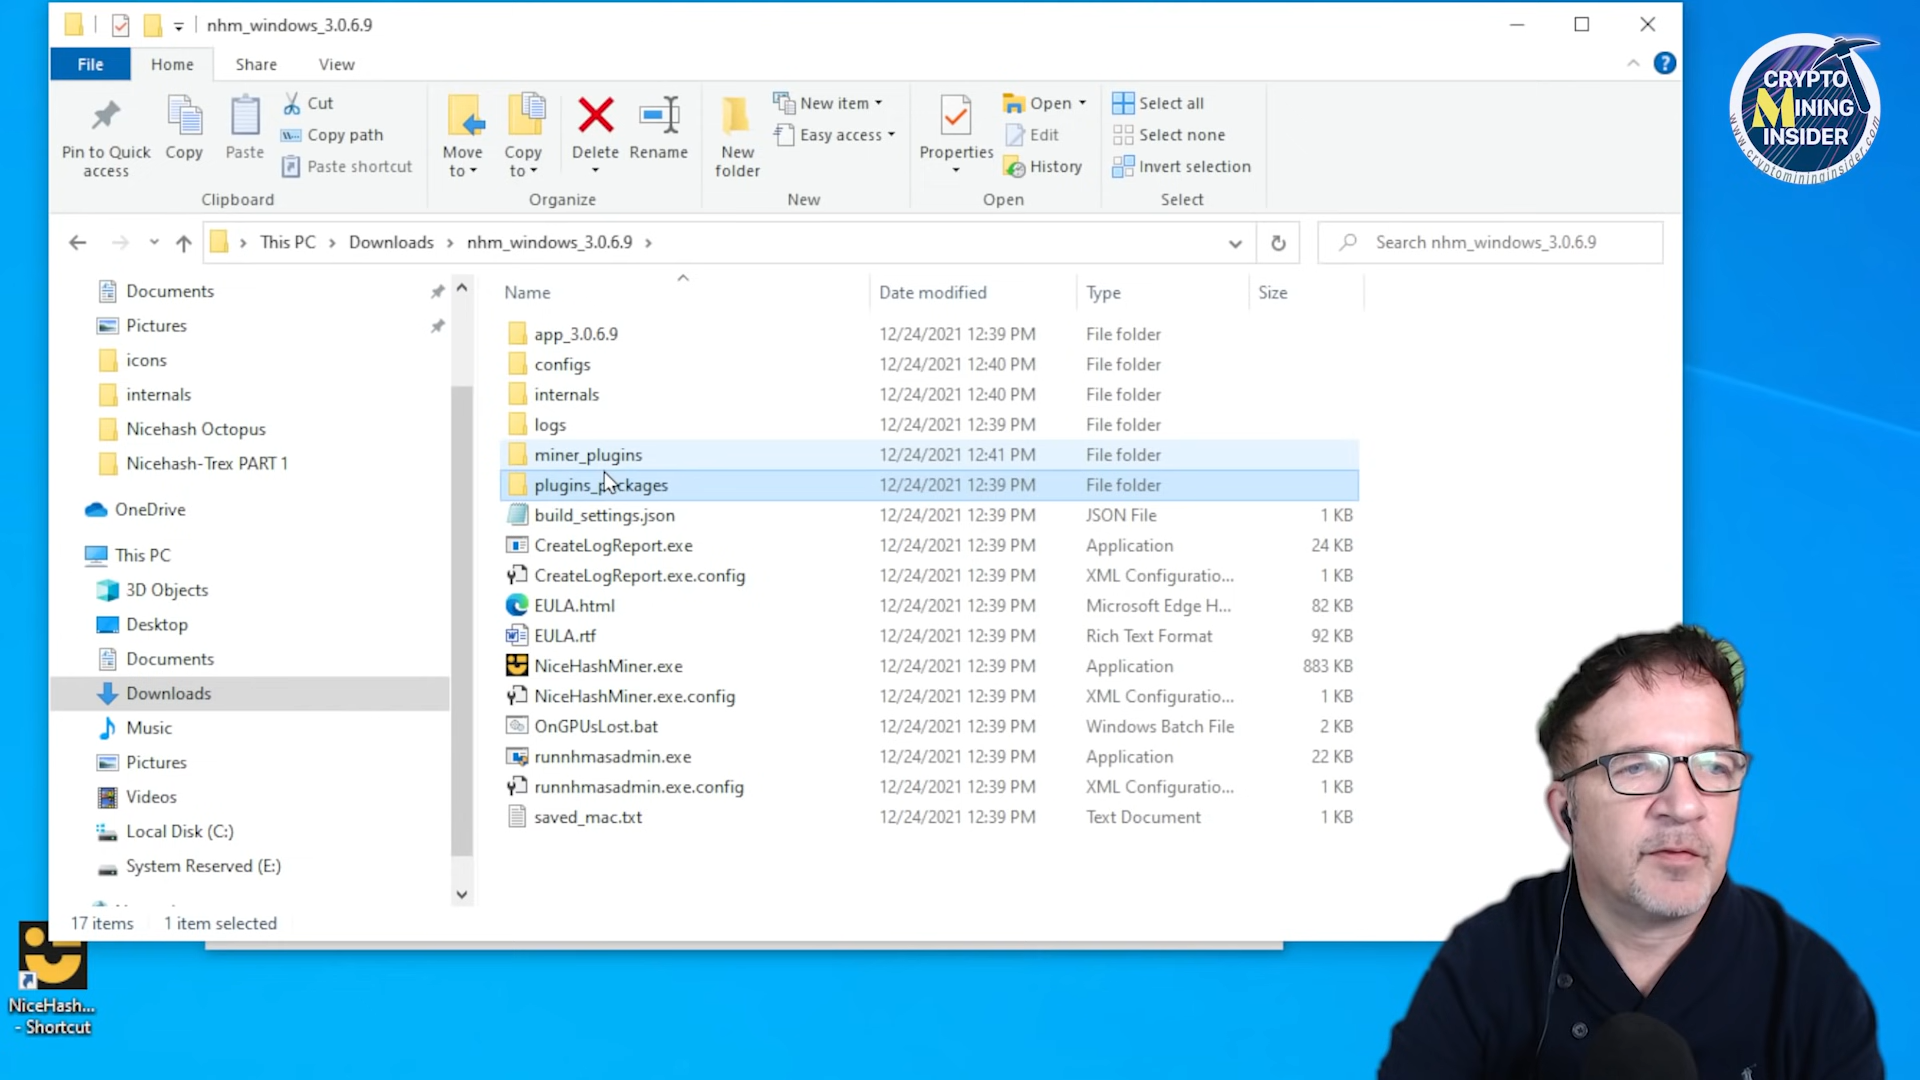 nhm_windows_3.0.6.9
File
Home
Share
View
Pin to Quick
access
Copy
Paste
Cut
Copy path
Paste shortcut
Clipboard
Move
to
Copy
to
Delete
Rename
Organize
New
folder
New item
Easy access
New
Properties
Open
Edit
History
Open
Select all
Select none
Invert selection
Select
This PC
Downloads
nhm_windows_3.0.6.9
Search nhm_windows_3.0.6.9
Documents
Pictures
icons
internals
Nicehash Octopus
Nicehash-Trex PART 1
OneDrive
This PC
3D Objects
Desktop
Documents
Downloads
Music
Pictures
Videos
Local Disk (C:)
System Reserved (E:)
Name Date modified Type Size
app_3.0.6.9 12/24/2021 12:39 PM File folder
configs 12/24/2021 12:40 PM File folder
internals 12/24/2021 12:40 PM File folder
logs 12/24/2021 12:39 PM File folder
miner_plugins 12/24/2021 12:41 PM File folder
plugins_packages 12/24/2021 12:39 PM File folder
build_settings.json 12/24/2021 12:39 PM JSON File 1 KB
CreateLogReport.exe 12/24/2021 12:39 PM Application 24 KB
CreateLogReport.exe.config 12/24/2021 12:39 PM XML Configuratio... 1 KB
EULA.html 12/24/2021 12:39 PM Microsoft Edge H... 82 KB
EULA.rtf 12/24/2021 12:39 PM Rich Text Format 92 KB
NiceHashMiner.exe 12/24/2021 12:39 PM Application 883 KB
NiceHashMiner.exe.config 12/24/2021 12:39 PM XML Configuratio... 1 KB
OnGPUsLost.bat 12/24/2021 12:39 PM Windows Batch File 2 KB
runnhmasadmin.exe 12/24/2021 12:39 PM Application 22 KB
runnhmasadmin.exe.config 12/24/2021 12:39 PM XML Configuratio... 1 KB
saved_mac.txt 12/24/2021 12:39 PM Text Document 1 KB
17 items 1 item selected
NiceHash...
- Shortcut
CRYPTO
MINING
INSIDER
www.cryptomininginsider.com